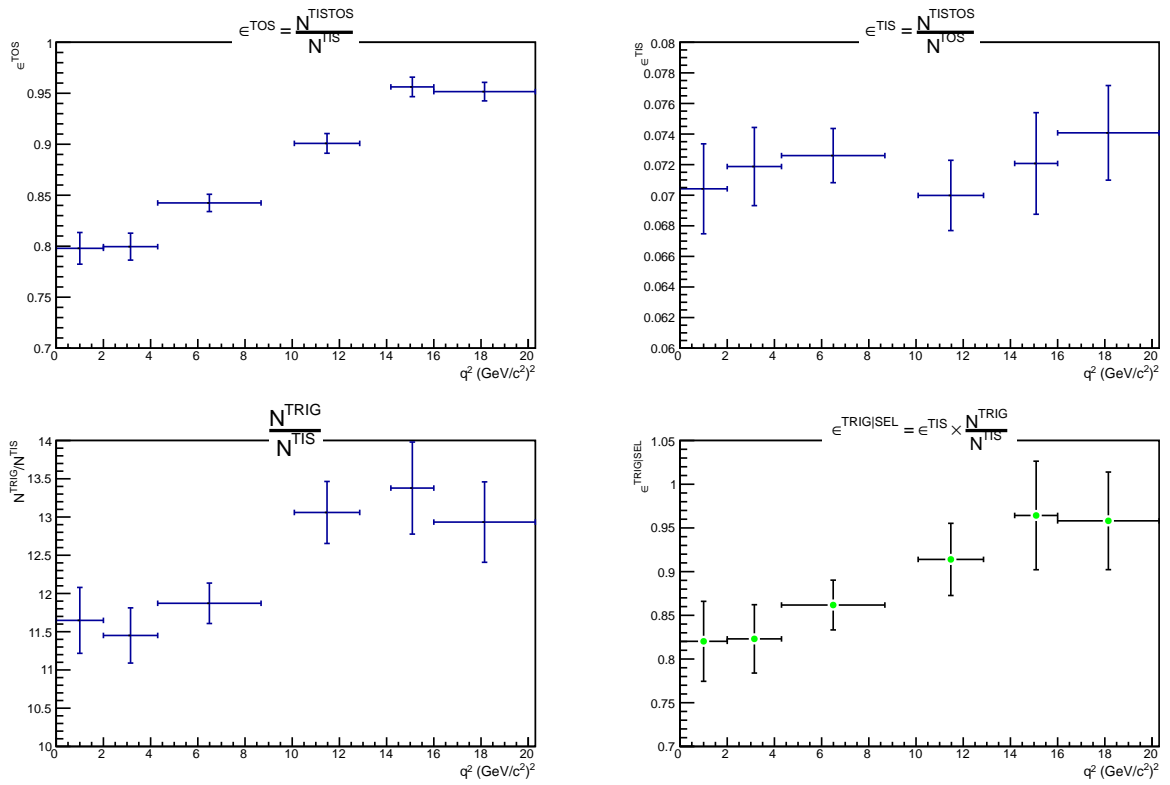 ∈^TOS = N^TISTOS / N^TIS
∈^TOS
1
0.95
0.9
0.85
0.8
0.75
0.7
0 2 4 6 8 10 12 14 16 18 20
q² (GeV/c²)²
∈^TIS = N^TISTOS / N^TOS
∈^TIS
0.08
0.078
0.076
0.074
0.072
0.07
0.068
0.066
0.064
0.062
0.06
0 2 4 6 8 10 12 14 16 18 20
q² (GeV/c²)²
N^TRIG / N^TIS
N^TRIG/N^TIS
14
13.5
13
12.5
12
11.5
11
10.5
10
0 2 4 6 8 10 12 14 16 18 20
q² (GeV/c²)²
∈^TRIG|SEL = ∈^TIS × N^TRIG / N^TIS
∈^TRIG|SEL
1.05
1
0.95
0.9
0.85
0.8
0.75
0.7
0 2 4 6 8 10 12 14 16 18 20
q² (GeV/c²)²